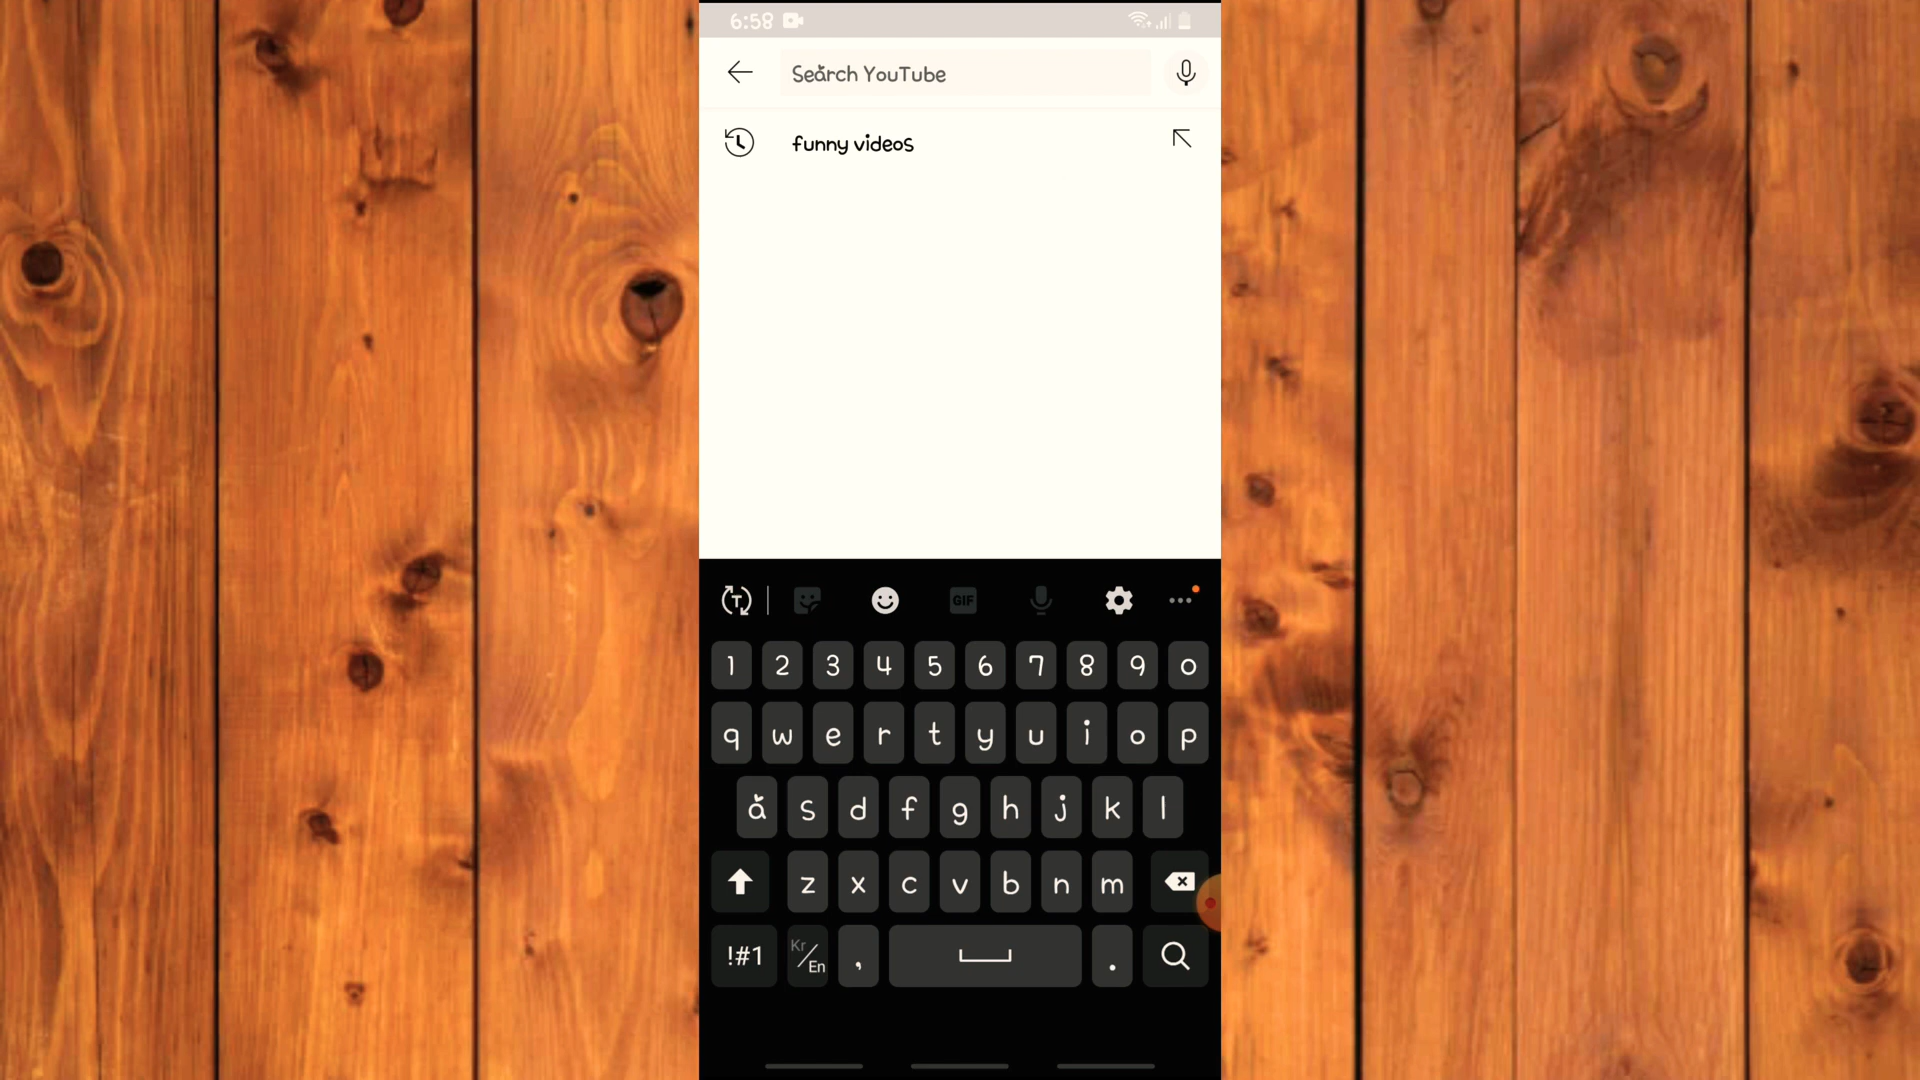 6:58
Search YouTube
funny videos
GIF
1 2 3 4 5 6 7 8 9 0
q w e r t y u i o p
a s d f g h j k l
z x c v b n m
!#1 Kr/En , .